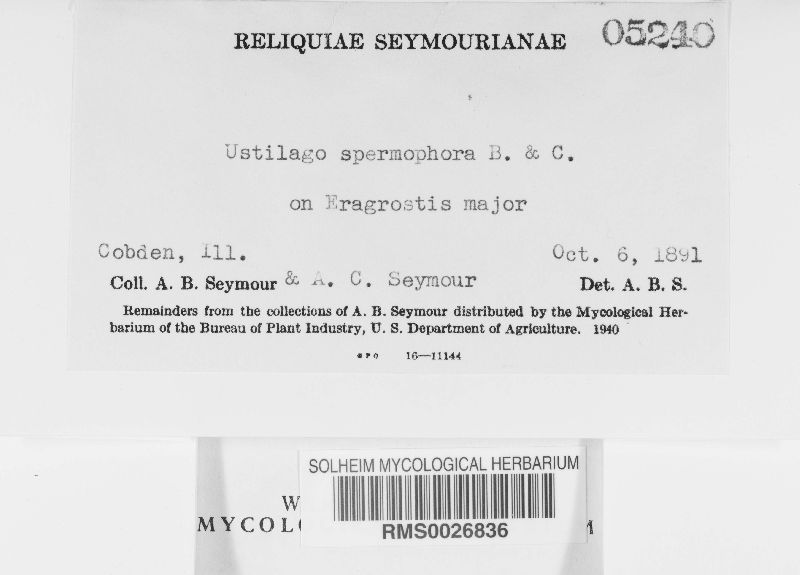 RELIQUIAE SEYMOURIANAE 05240
Ustilago spermophora B. & C.
on Eragrostis major
Cobden, Ill. Oct. 6, 1891
Coll. A. B. Seymour & A. C. Seymour Det. A. B. S.
Remainders from the collections of A. B. Seymour distributed by the Mycological Her-
barium of the Bureau of Plant Industry, U. S. Department of Agriculture. 1940
GPO 16—11144
SOLHEIM MYCOLOGICAL HERBARIUM
RMS0026836